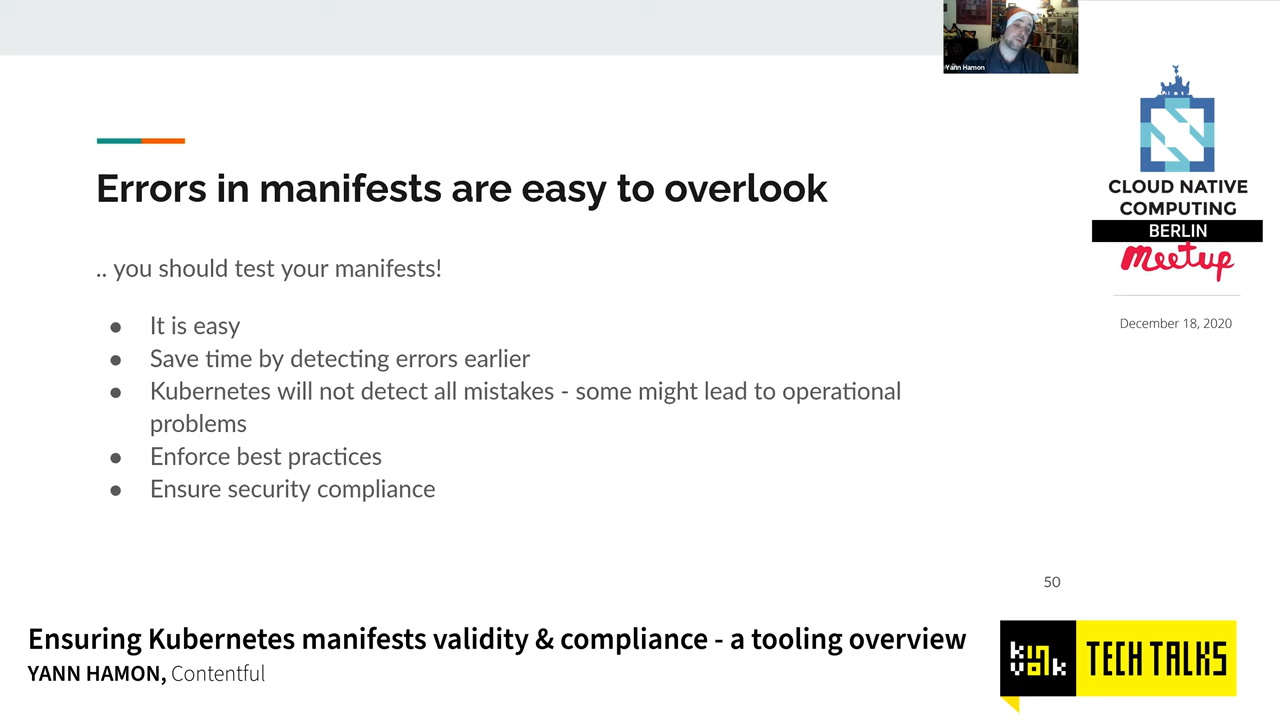 Yann Hamon
Errors in manifests are easy to overlook
.. you should test your manifests!
● It is easy
● Save time by detecting errors earlier
● Kubernetes will not detect all mistakes - some might lead to operational
problems
● Enforce best practices
● Ensure security compliance
50
CLOUD NATIVE
COMPUTING
BERLIN
meetup
December 18, 2020
Ensuring Kubernetes manifests validity & compliance - a tooling overview
YANN HAMON, Contentful
kinvolk TECH TALKS